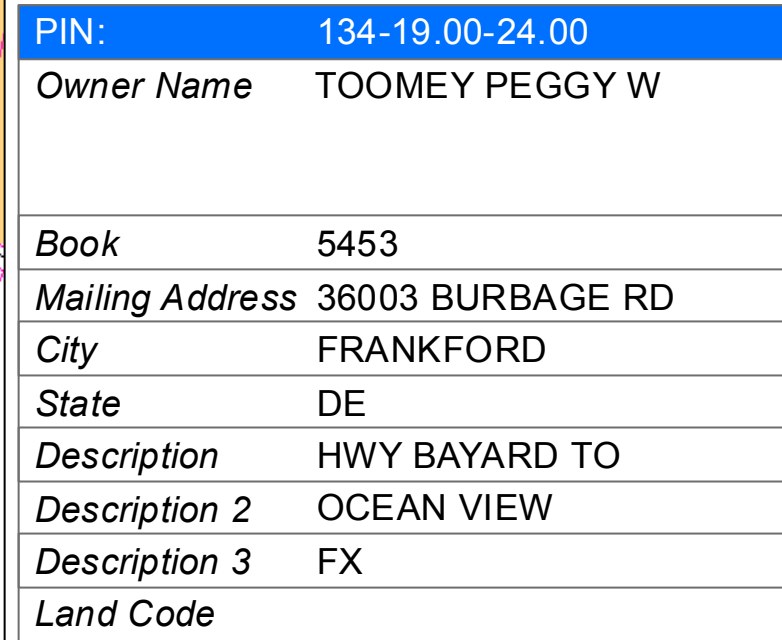 PIN: 134-19.00-24.00
Owner Name TOOMEY PEGGY W
Book 5453
Mailing Address 36003 BURBAGE RD
City FRANKFORD
State DE
Description HWY BAYARD TO
Description 2 OCEAN VIEW
Description 3 FX
Land Code